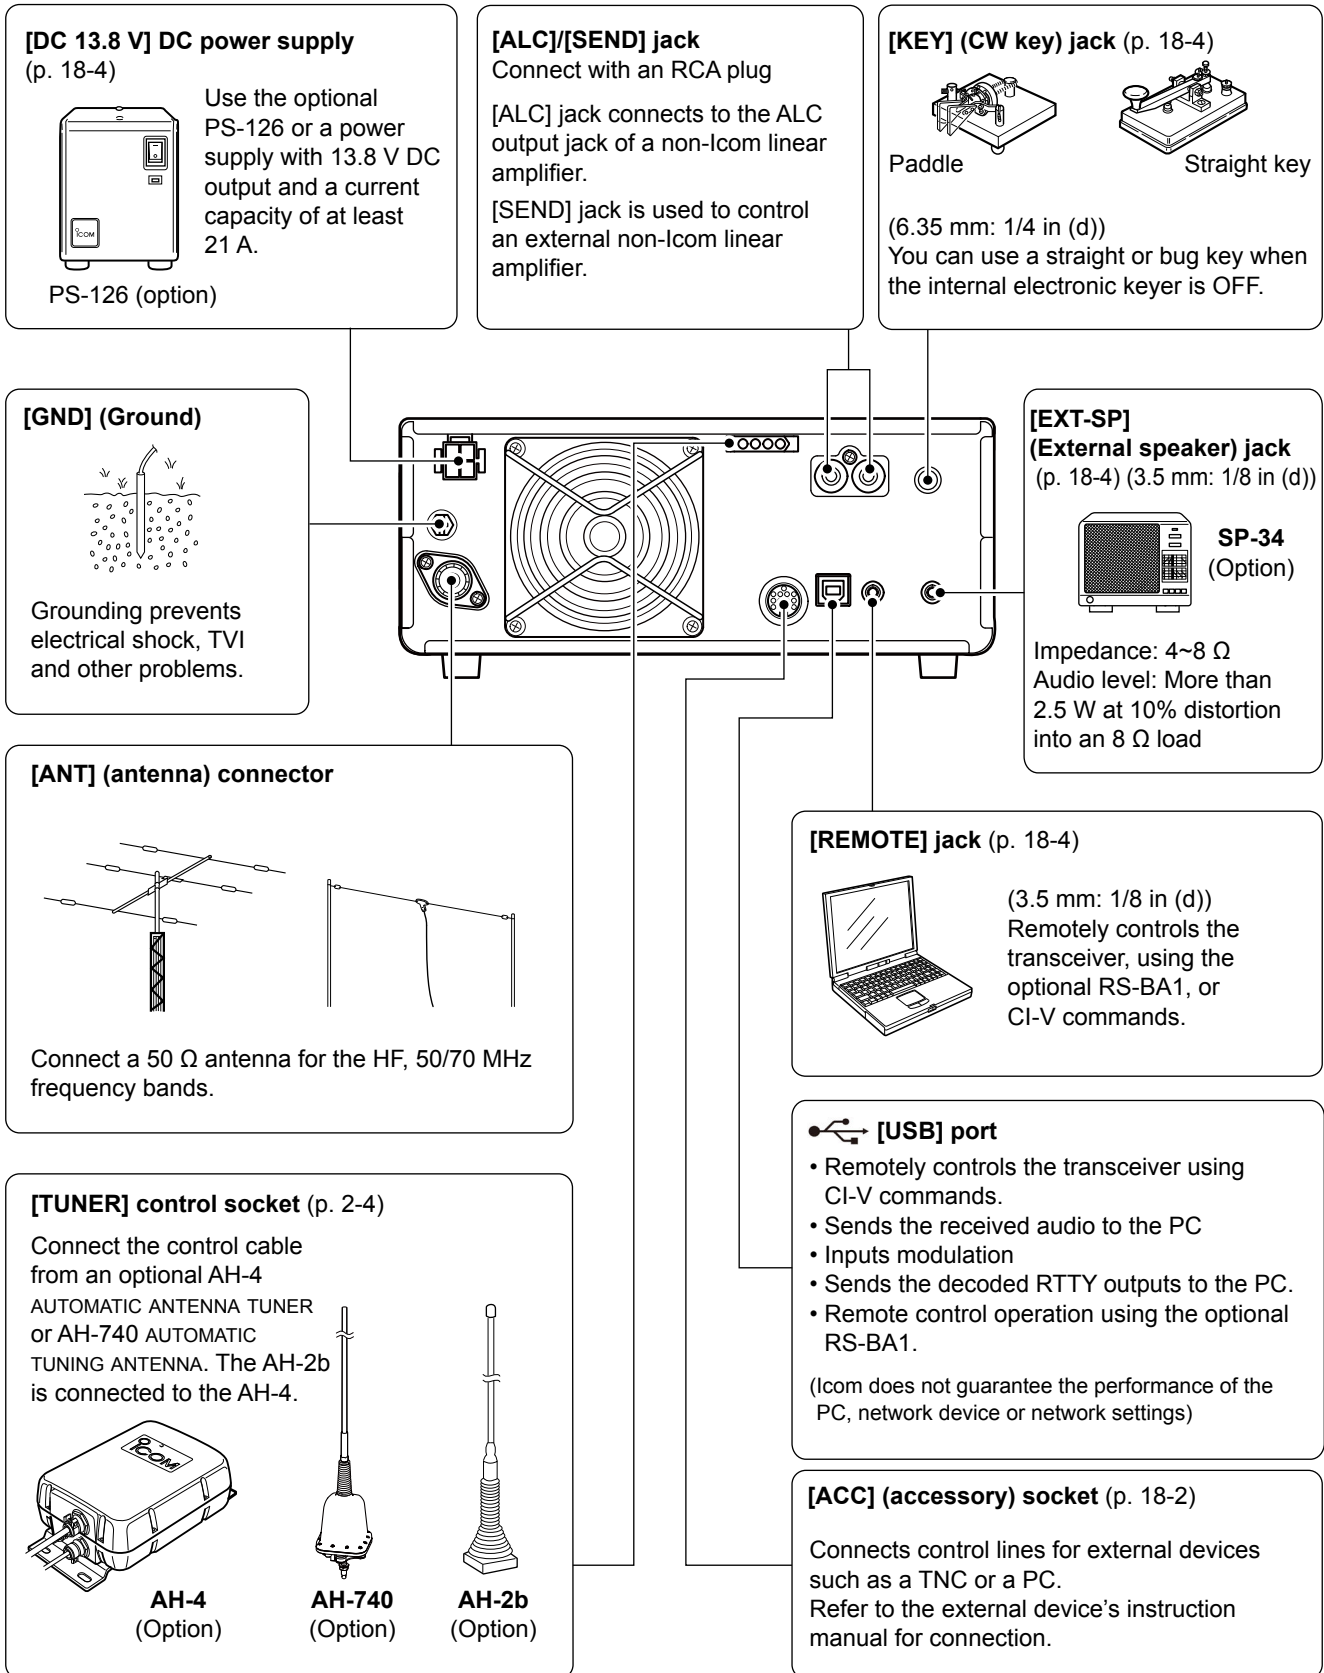 [DC 13.8 V] DC power supply
(p. 18-4)
Use the optional
PS-126 or a power
supply with 13.8 V DC
output and a current
capacity of at least
21 A.
ICOM
PS-126 (option)
[ALC]/[SEND] jack
Connect with an RCA plug
[ALC] jack connects to the ALC
output jack of a non-Icom linear
amplifier.
[SEND] jack is used to control
an external non-Icom linear
amplifier.
[KEY] (CW key) jack (p. 18-4)
Paddle
Straight key
(6.35 mm: 1/4 in (d))
You can use a straight or bug key when
the internal electronic keyer is OFF.
[GND] (Ground)
Grounding prevents
electrical shock, TVI
and other problems.
[EXT-SP]
(External speaker) jack
(p. 18-4) (3.5 mm: 1/8 in (d))
SP-34
(Option)
Impedance: 4~8 Ω
Audio level: More than
2.5 W at 10% distortion
into an 8 Ω load
[ANT] (antenna) connector
Connect a 50 Ω antenna for the HF, 50/70 MHz
frequency bands.
[REMOTE] jack (p. 18-4)
(3.5 mm: 1/8 in (d))
Remotely controls the
transceiver, using the
optional RS-BA1, or
CI-V commands.
[USB] port
• Remotely controls the transceiver using
CI-V commands.
• Sends the received audio to the PC
• Inputs modulation
• Sends the decoded RTTY outputs to the PC.
• Remote control operation using the optional
RS-BA1.
(Icom does not guarantee the performance of the
PC, network device or network settings)
[TUNER] control socket (p. 2-4)
Connect the control cable
from an optional AH-4
AUTOMATIC ANTENNA TUNER
or AH-740 AUTOMATIC
TUNING ANTENNA. The AH-2b
is connected to the AH-4.
ICOM
AH-4
(Option)
AH-740
(Option)
AH-2b
(Option)
[ACC] (accessory) socket (p. 18-2)
Connects control lines for external devices
such as a TNC or a PC.
Refer to the external device's instruction
manual for connection.